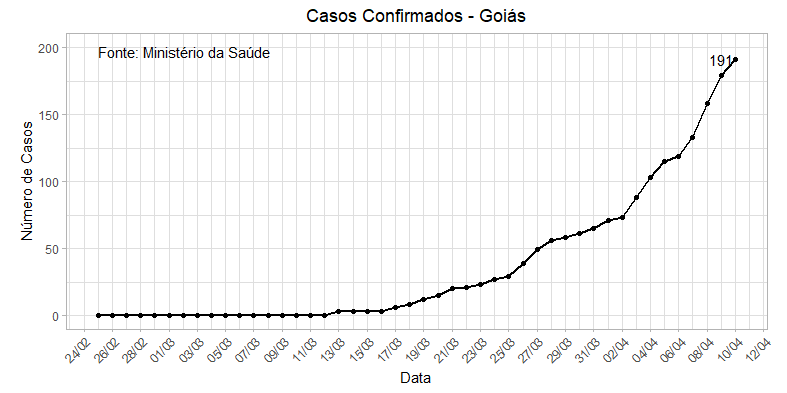 Casos Confirmados - Goiás
Fonte: Ministério da Saúde
191
200
150
100
50
0
Número de Casos
24/02 26/02 28/02 01/03 03/03 05/03 07/03 09/03 11/03 13/03 15/03 17/03 19/03 21/03 23/03 25/03 27/03 29/03 31/03 02/04 04/04 06/04 08/04 10/04 12/04
Data